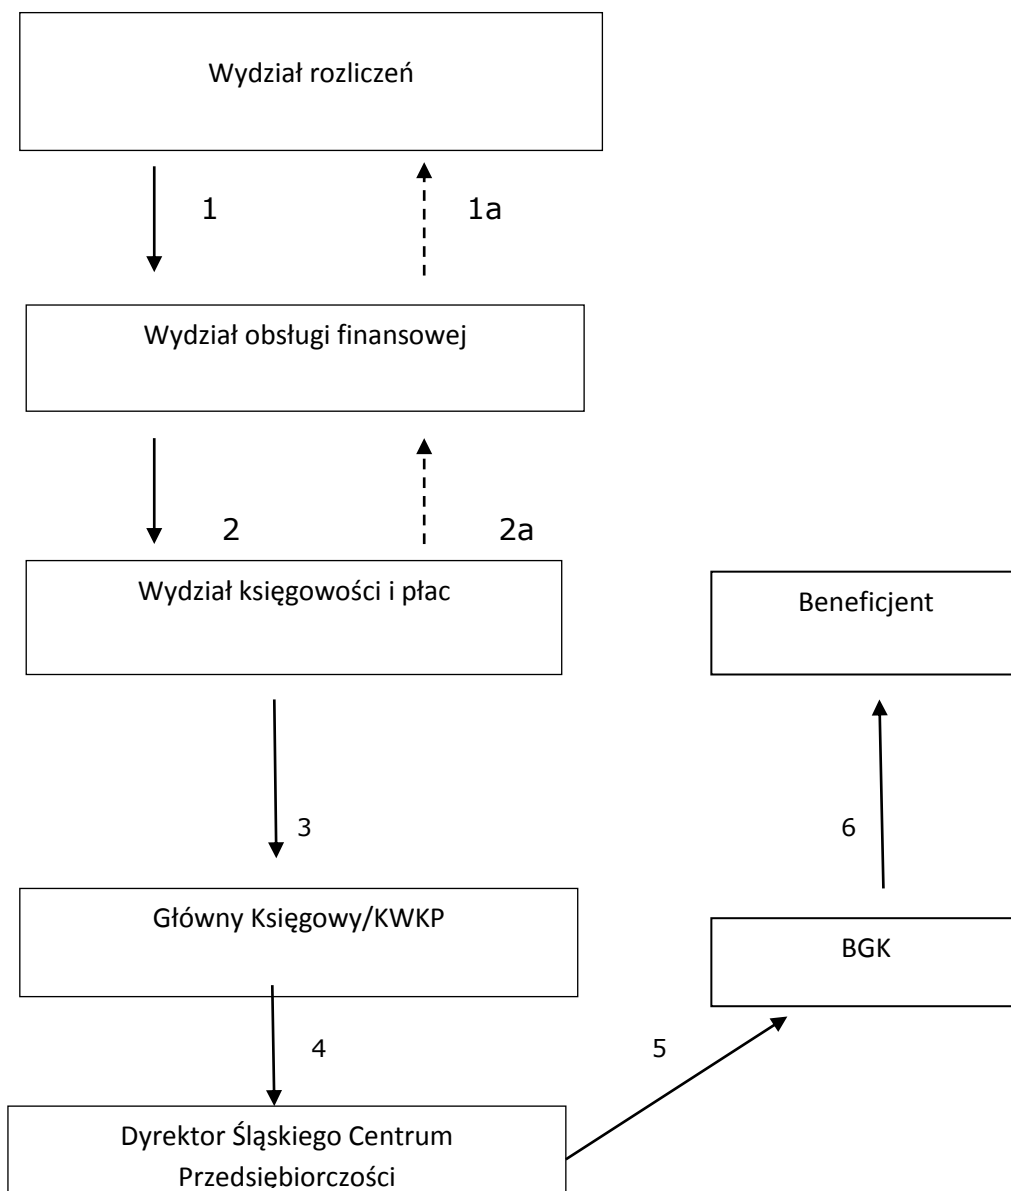 Wydział rozliczeń
1
1a
Wydział obsługi finansowej
2
2a
Wydział księgowości i płac
Beneficjent
3
6
Główny Księgowy/KWKP
BGK
4
5
Dyrektor Śląskiego Centrum
Przedsiębiorczości